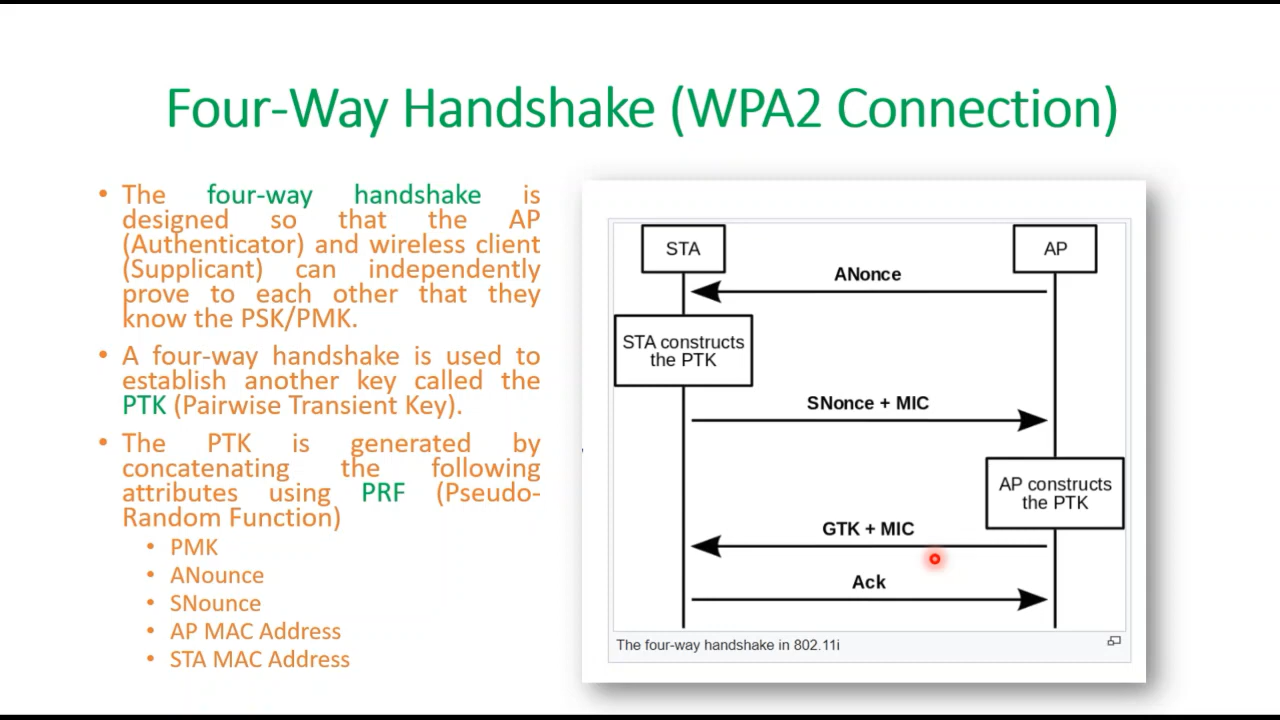 Four-Way Handshake (WPA2 Connection)
• The four-way handshake is
designed so that the AP
(Authenticator) and wireless client
(Supplicant) can independently
prove to each other that they
know the PSK/PMK.
• A four-way handshake is used to
establish another key called the
PTK (Pairwise Transient Key).
• The PTK is generated by
concatenating the following
attributes using PRF (Pseudo-
Random Function)
• PMK
• ANounce
• SNounce
• AP MAC Address
• STA MAC Address
STA
AP
ANonce
STA constructs
the PTK
SNonce + MIC
AP constructs
the PTK
GTK + MIC
Ack
The four-way handshake in 802.11i